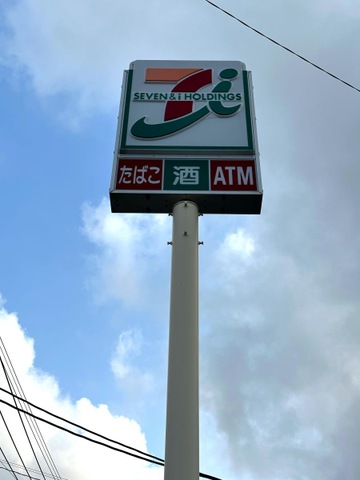 SEVEN & i HOLDINGS
たばこ 酒 ATM